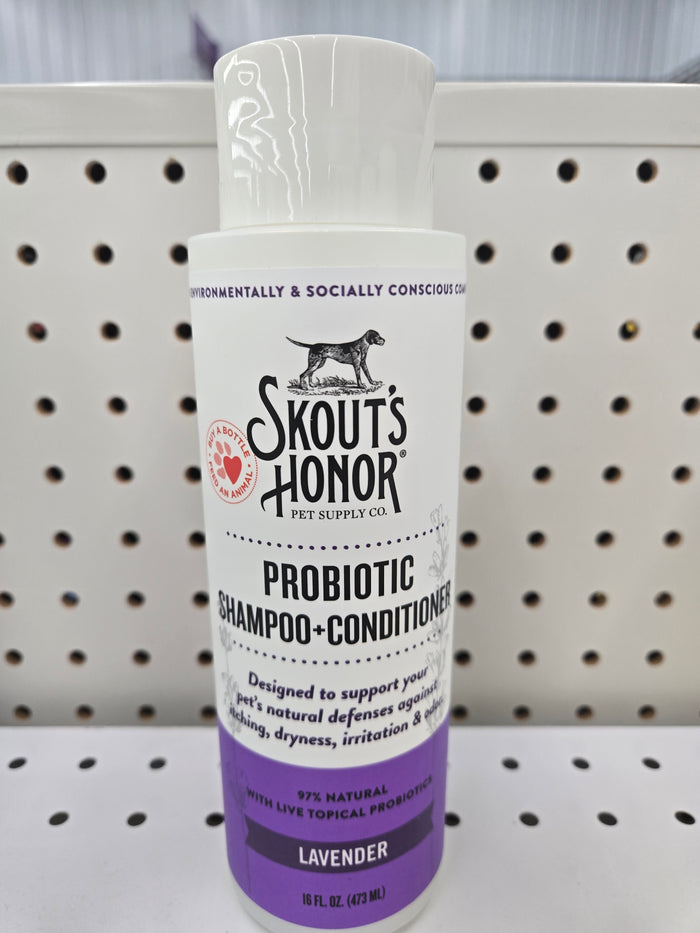 ENVIRONMENTALLY & SOCIALLY CONSCIOUS
SKOUT'S
HONOR®
PET SUPPLY CO.
BUY A BOTTLE
FEED AN ANIMAL
PROBIOTIC
SHAMPOO+CONDITIONER
Designed to support your
pet's natural defenses against
itching, dryness, irritation &
97% NATURAL
WITH LIVE TOPICAL PROBIOTICS
LAVENDER
16 FL. OZ. (473 ML)